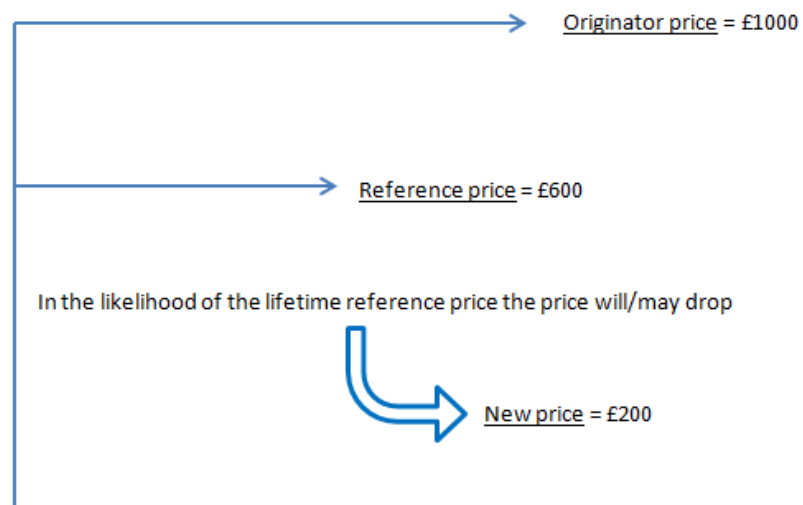 Originator price = £1000
Reference price = £600
In the likelihood of the lifetime reference price the price will/may drop
New price = £200